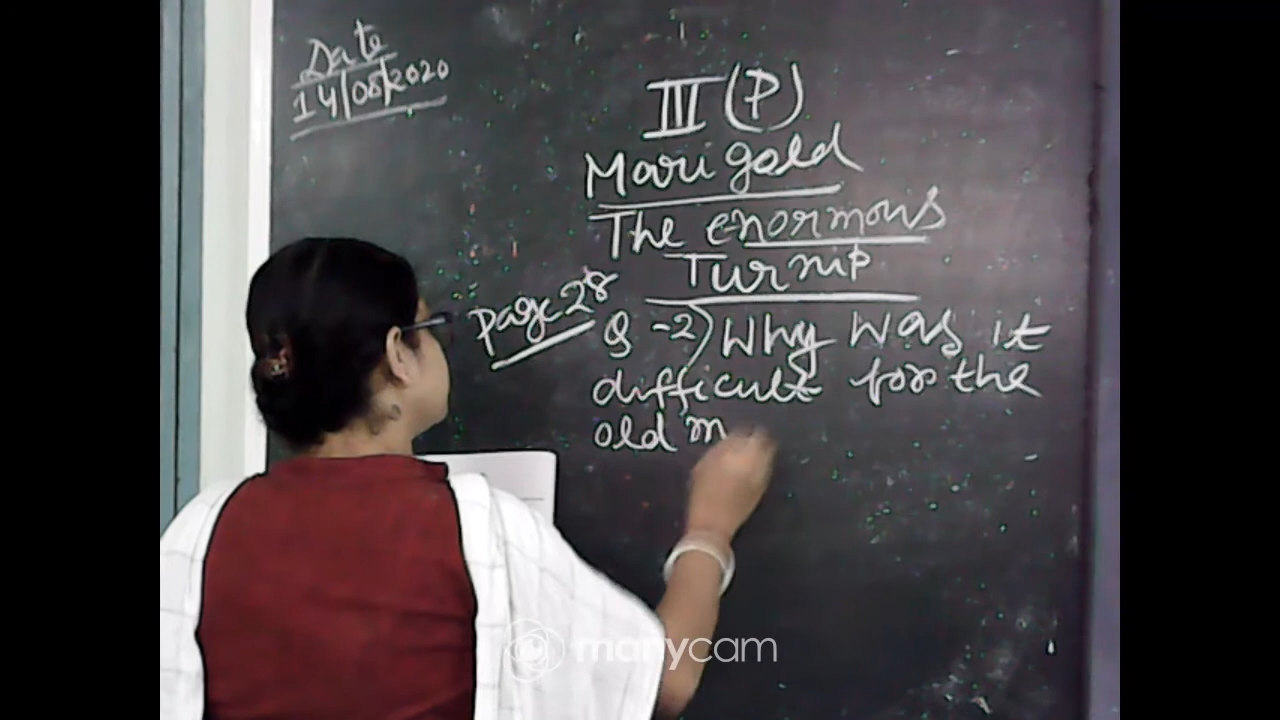 Date
14/08/2020
III (P)
Marigold
The enormous
Turnip
Page 28
Q-2) Why was it
difficult for the
old m
manycam